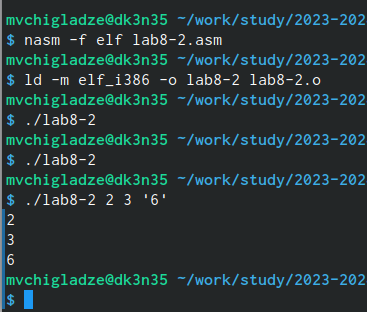 mvchigladze@dk3n35 ~/work/study/2023-202
$ nasm -f elf lab8-2.asm
mvchigladze@dk3n35 ~/work/study/2023-202
$ ld -m elf_i386 -o lab8-2 lab8-2.o
mvchigladze@dk3n35 ~/work/study/2023-202
$ ./lab8-2
mvchigladze@dk3n35 ~/work/study/2023-202
$ ./lab8-2
mvchigladze@dk3n35 ~/work/study/2023-202
$ ./lab8-2 2 3 '6'
2
3
6
mvchigladze@dk3n35 ~/work/study/2023-202
$